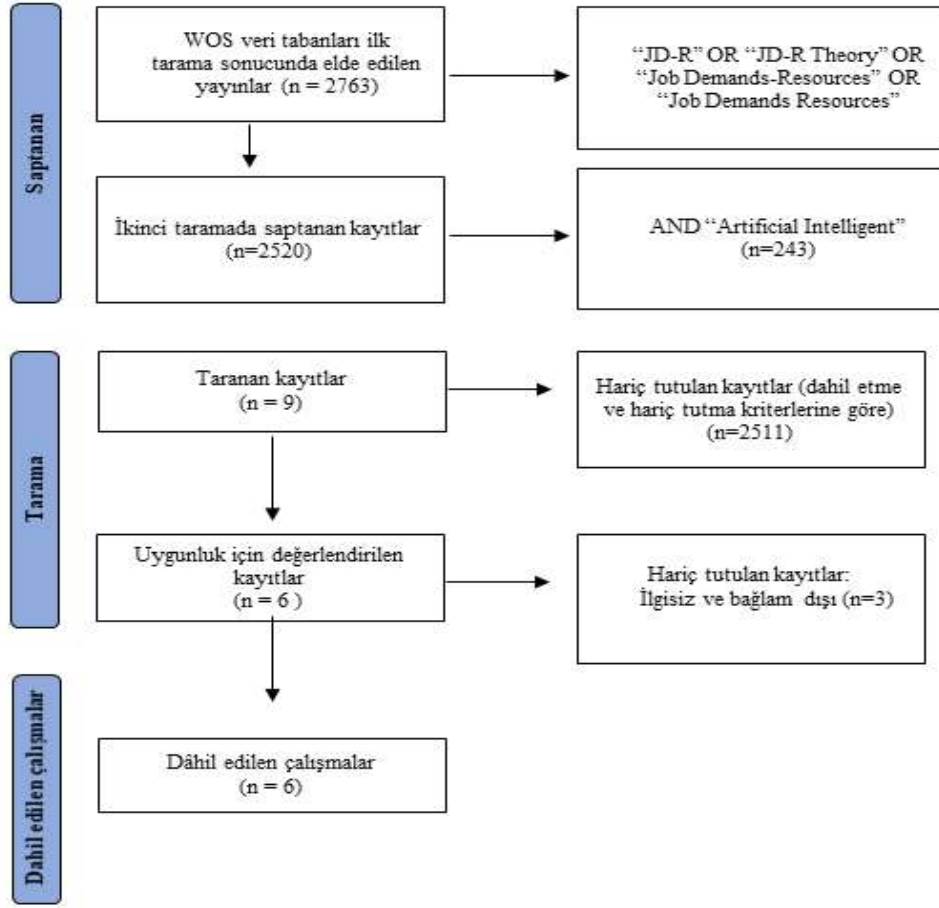 Saptanan
WOS veri tabanları ilk
tarama sonucunda elde edilen
yayınlar (n = 2763)
“JD-R” OR “JD-R Theory” OR
“Job Demands-Resources” OR
“Job Demands Resources”
İkinci taramada saptanan kayıtlar
(n=2520)
AND “Artificial Intelligent”
(n=243)
Tarama
Taranan kayıtlar
(n = 9)
Hariç tutulan kayıtlar (dahil etme
ve hariç tutma kriterlerine göre)
(n=2511)
Uygunluk için değerlendirilen
kayıtlar
(n = 6 )
Hariç tutulan kayıtlar:
İlgisiz ve bağlam dışı (n=3)
Dahil edilen çalışmalar
Dâhil edilen çalışmalar
(n = 6)